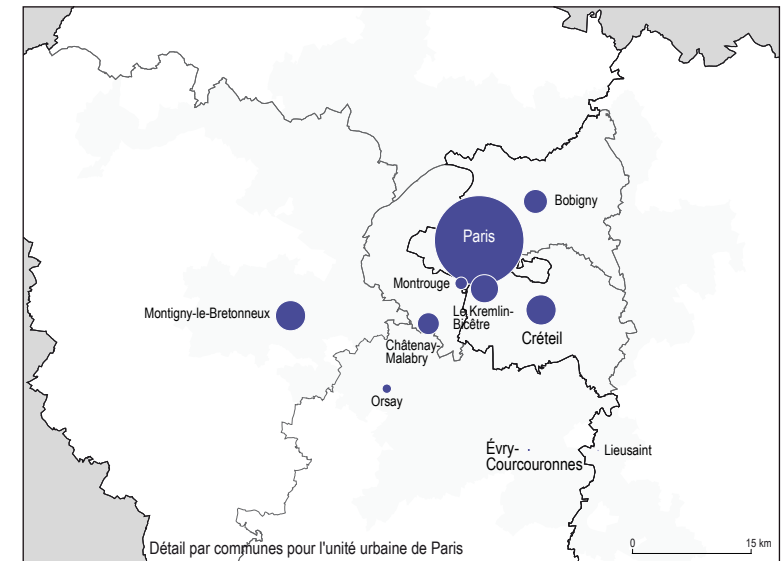 Bobigny
Paris
Montrouge
Le Kremlin-
Bicêtre
Montigny-le-Bretonneux
Créteil
Châtenay-
Malabry
Orsay
Évry-
Courcouronnes
Lieusaint
Détail par communes pour l'unité urbaine de Paris
0 15 km